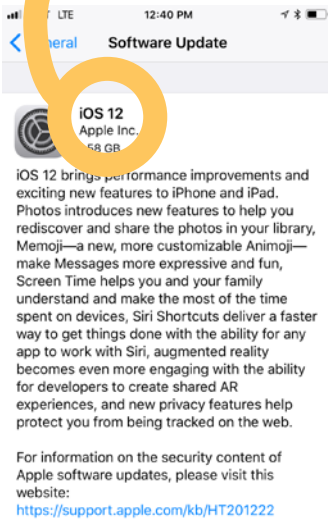 LTE 12:40 PM
eral Software Update
iOS 12
Apple Inc.
58 GB
iOS 12 brings performance improvements and
exciting new features to iPhone and iPad.
Photos introduces new features to help you
rediscover and share the photos in your library,
Memoji—a new, more customizable Animoji—
make Messages more expressive and fun,
Screen Time helps you and your family
understand and make the most of the time
spent on devices, Siri Shortcuts deliver a faster
way to get things done with the ability for any
app to work with Siri, augmented reality
becomes even more engaging with the ability
for developers to create shared AR
experiences, and new privacy features help
protect you from being tracked on the web.
For information on the security content of
Apple software updates, please visit this
website:
https://support.apple.com/kb/HT201222